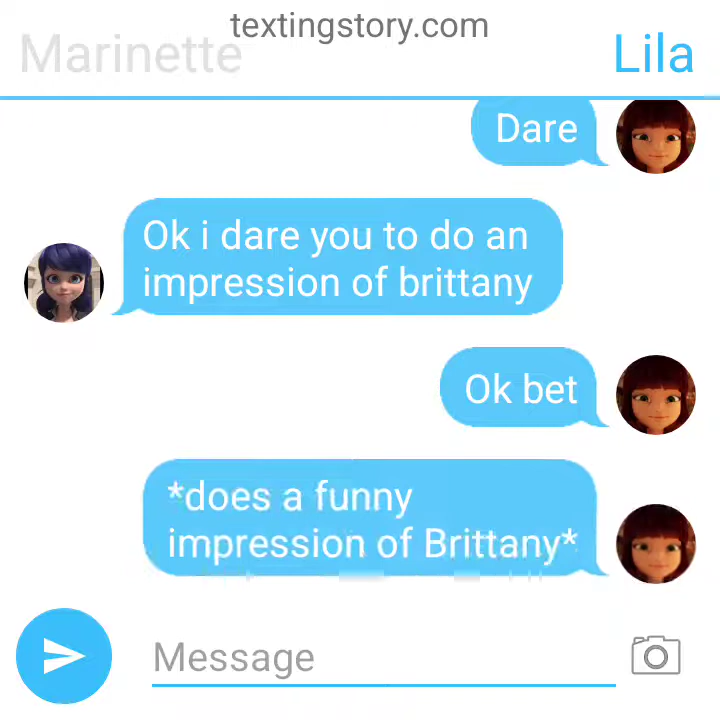 textingstory.com
Marinette
Lila
Dare
Ok i dare you to do an
impression of brittany
Ok bet
*does a funny
impression of Brittany*
Message